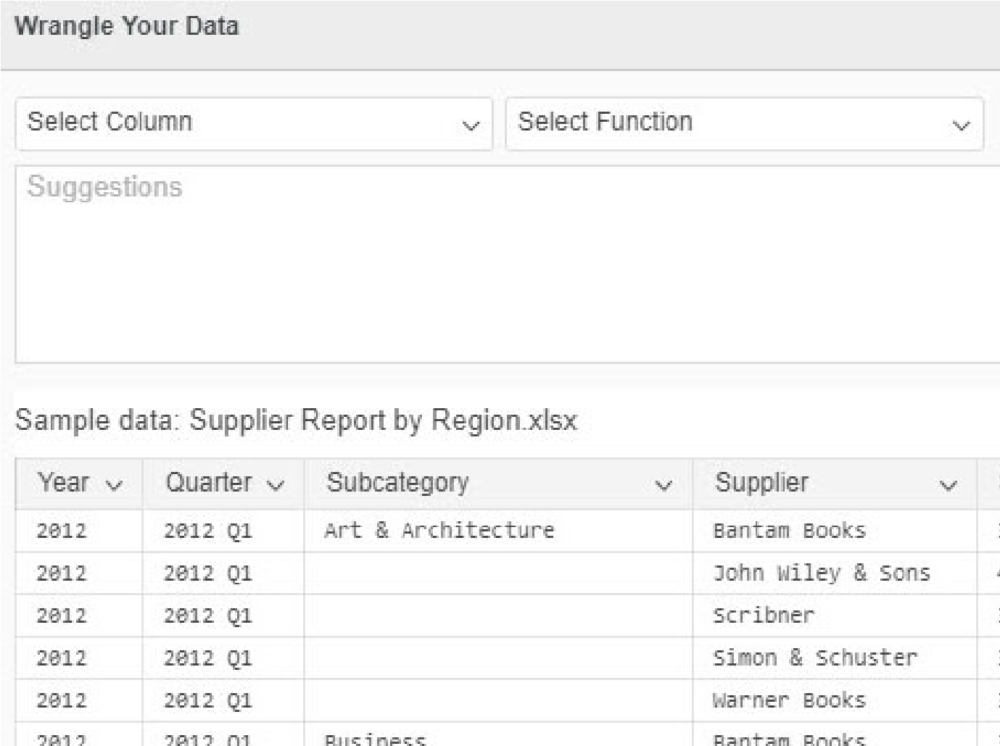 Wrangle Your Data
Select Column Select Function
Suggestions
Sample data: Supplier Report by Region.xlsx
Year Quarter Subcategory Supplier
2012 2012 Q1 Art & Architecture Bantam Books
2012 2012 Q1 John Wiley & Sons
2012 2012 Q1 Scribner
2012 2012 Q1 Simon & Schuster
2012 2012 Q1 Warner Books
2012 2012 Q1 Business Bantam Books